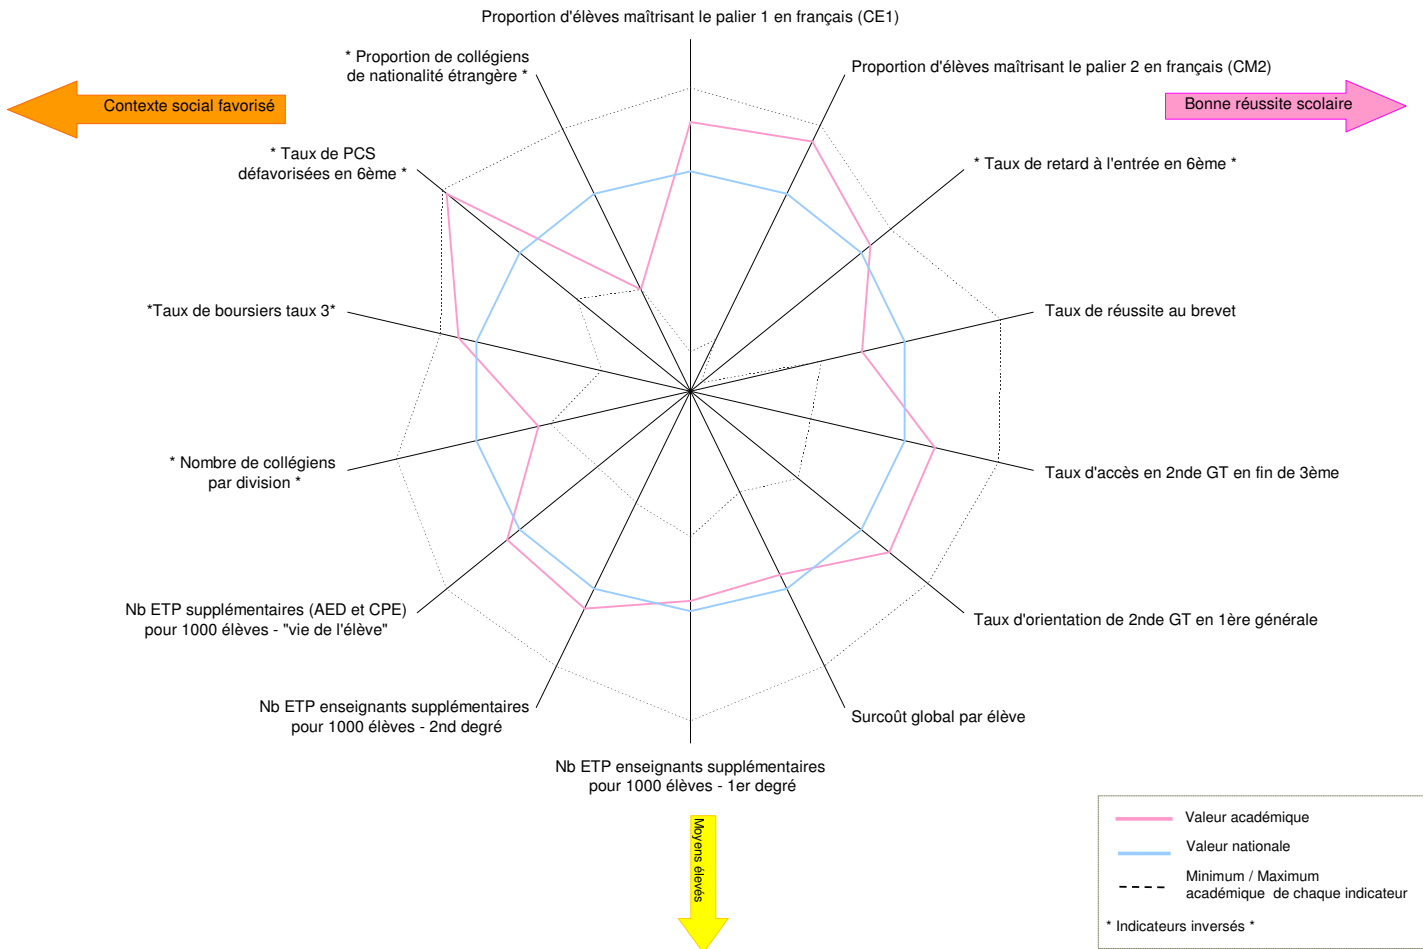 Proportion d'élèves maîtrisant le palier 1 en français (CE1)
* Proportion de collégiens
de nationalité étrangère *
Proportion d'élèves maîtrisant le palier 2 en français (CM2)
Contexte social favorisé
Bonne réussite scolaire
* Taux de PCS
défavorisées en 6ème *
* Taux de retard à l'entrée en 6ème *
*Taux de boursiers taux 3*
Taux de réussite au brevet
* Nombre de collégiens
par division *
Taux d'accès en 2nde GT en fin de 3ème
Nb ETP supplémentaires (AED et CPE)
pour 1000 élèves - "vie de l'élève"
Taux d'orientation de 2nde GT en 1ère générale
Nb ETP enseignants supplémentaires
pour 1000 élèves - 2nd degré
Surcoût global par élève
Nb ETP enseignants supplémentaires
pour 1000 élèves - 1er degré
Moyens élevés
Valeur académique
Valeur nationale
Minimum / Maximum
académique de chaque indicateur
* Indicateurs inversés *